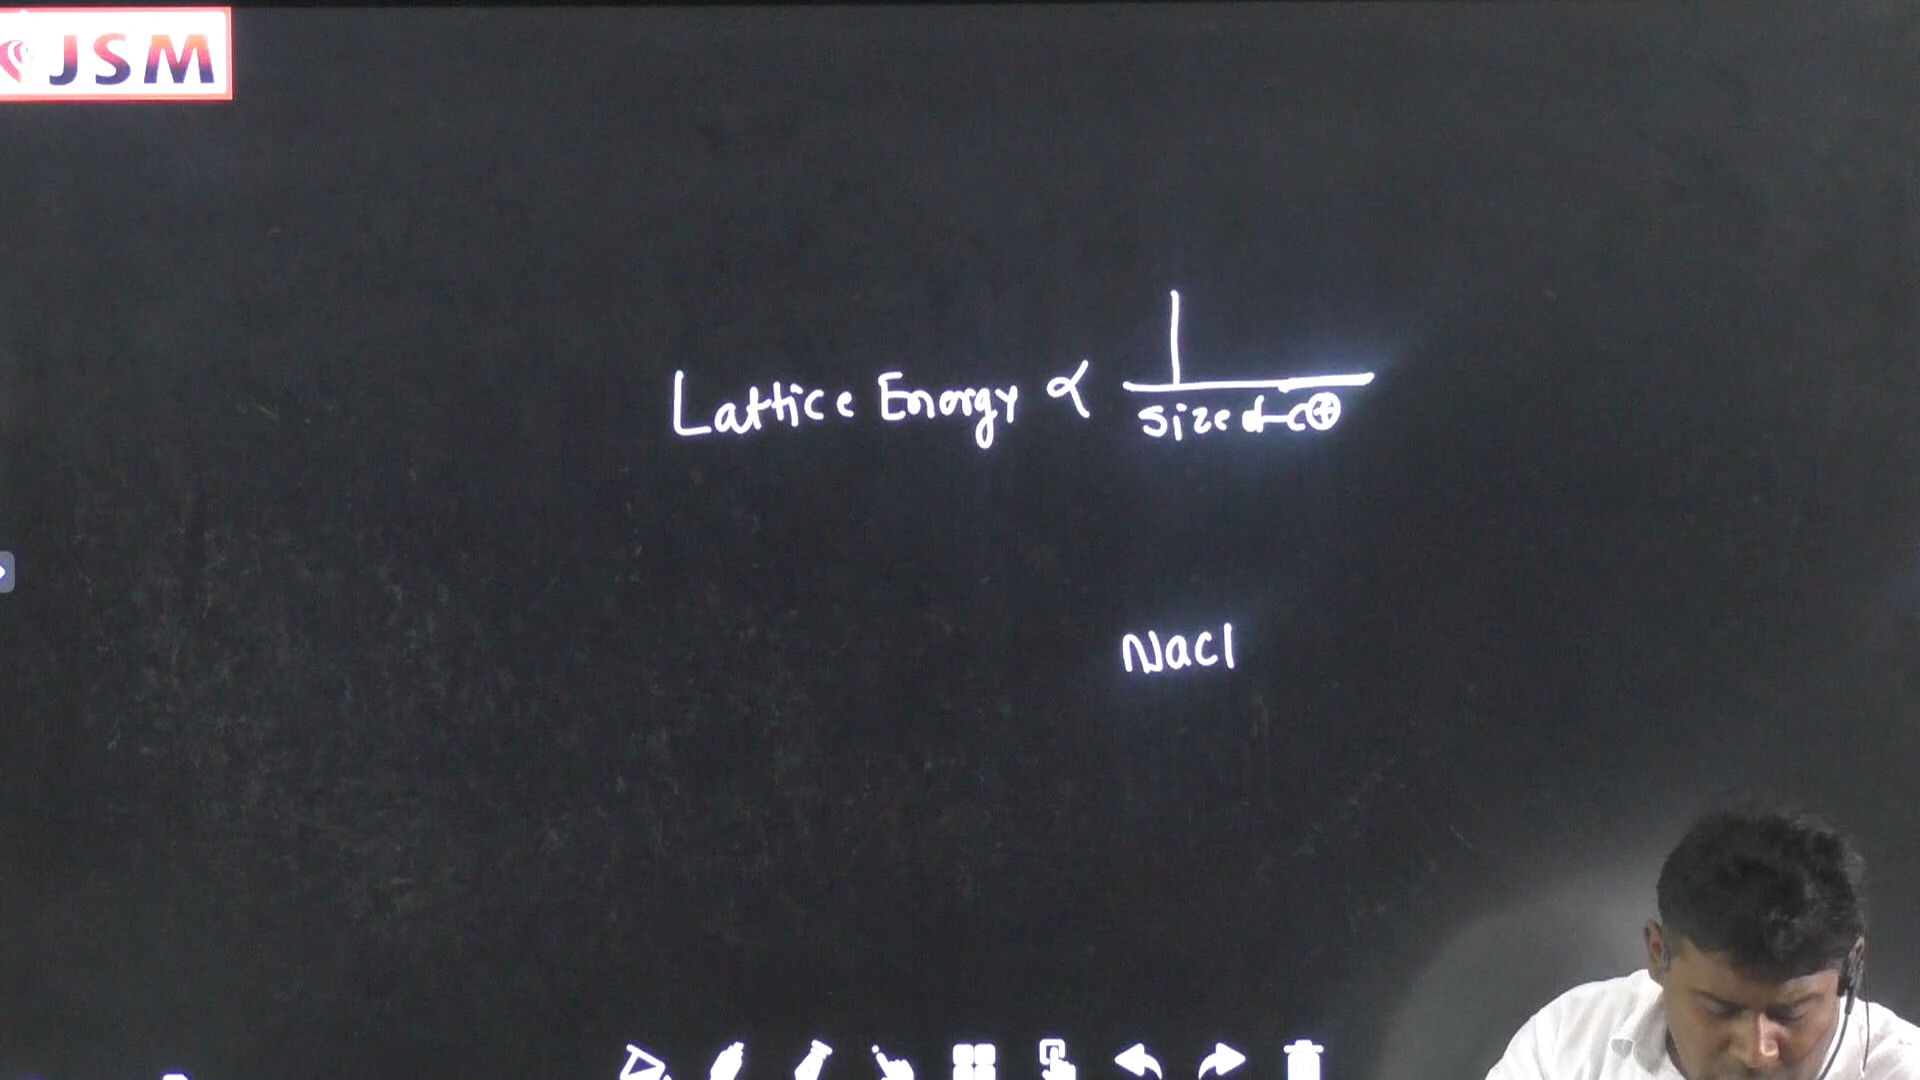 JSM
Lattice Energy ∝ 1
size of C⊕
NaCl